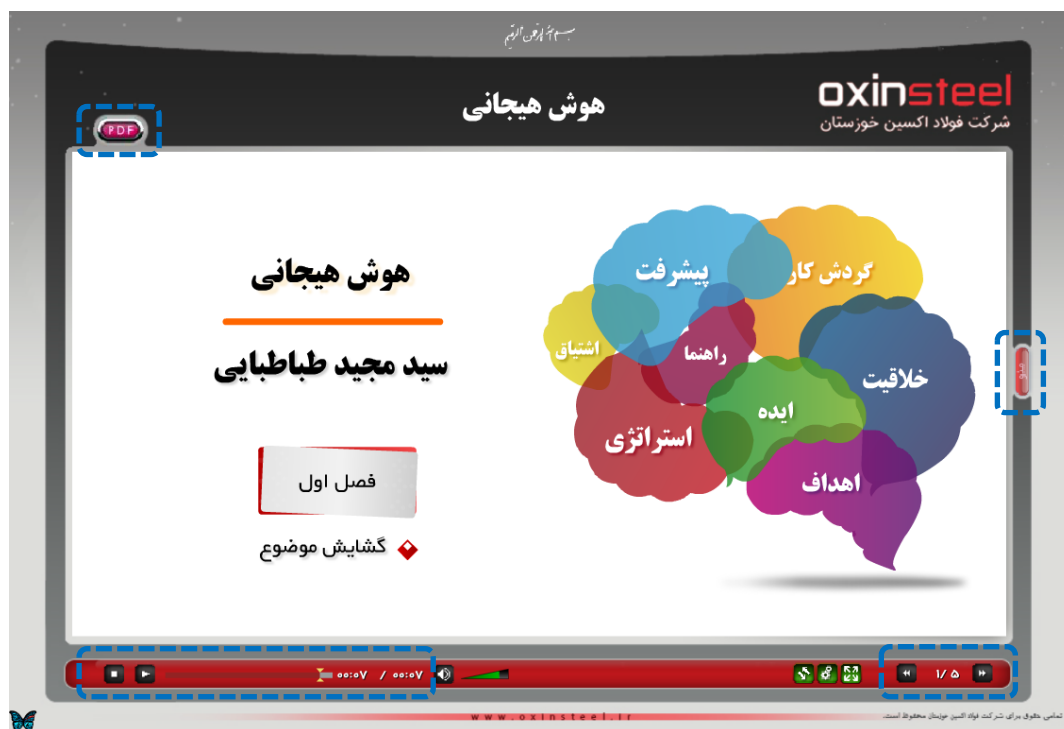 بسم الله الرحمن الرحیم
oxinsteel
شرکت فولاد اکسین خوزستان
هوش هیجانی
PDF
هوش هیجانی
سید مجید طباطبایی
فصل اول
گشایش موضوع
پیشرفت
گردش کار
اشتیاق
راهنما
خلاقیت
ایده
استراتژی
اهداف
منو
۰۰:۰۷ / ۰۰:۰۷
۱/ ۵
www.oxinsteel.ir
تمامی حقوق برای شرکت فولاد اکسین خوزستان محفوظ است.